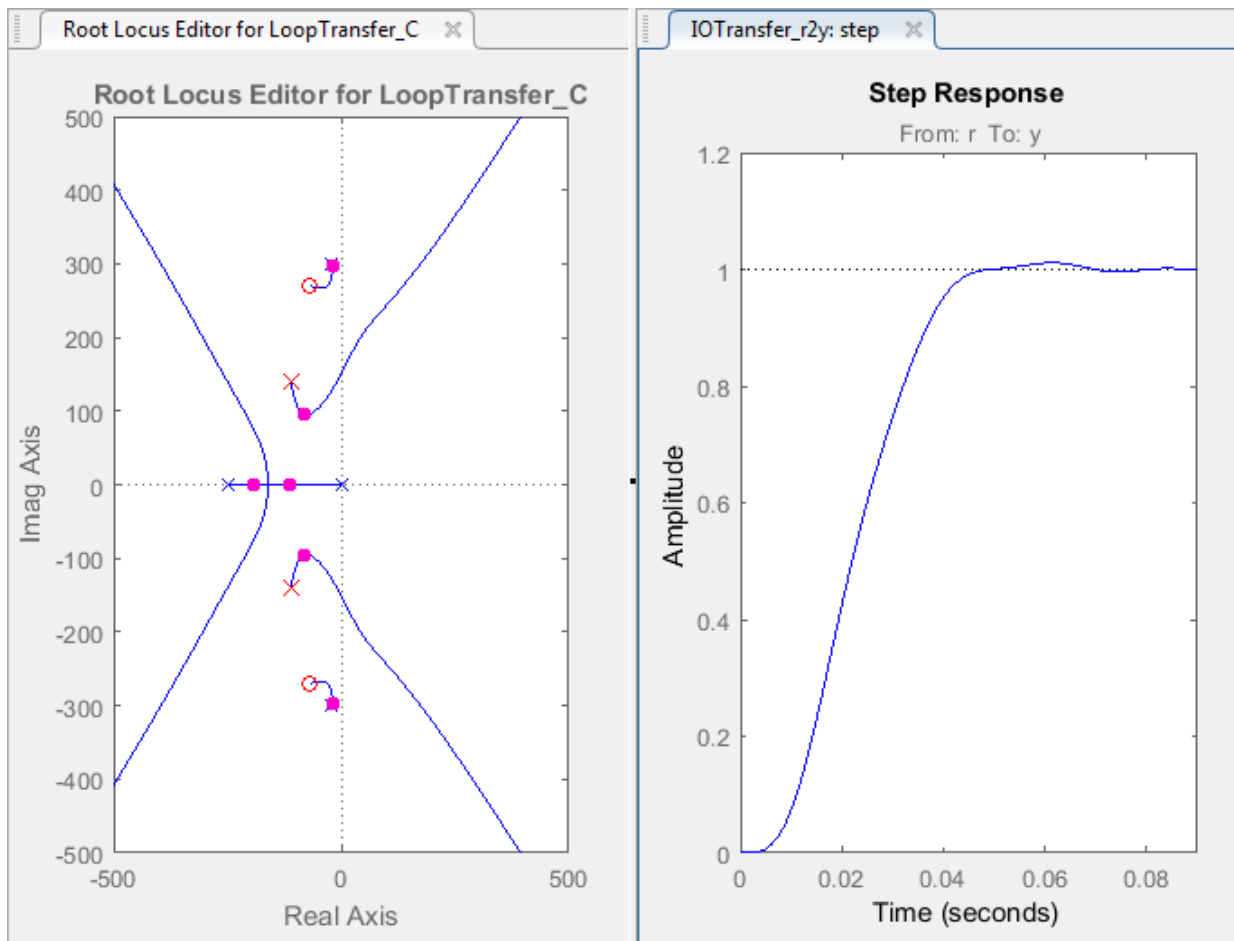 Root Locus Editor for LoopTransfer_C
Root Locus Editor for LoopTransfer_C
500
400
300
200
100
0
-100
-200
-300
-400
-500
-500 0 500
Imag Axis
Real Axis
IOTransfer_r2y: step
Step Response
From: r To: y
1.2
1
0.8
0.6
0.4
0.2
0
0 0.02 0.04 0.06 0.08
Amplitude
Time (seconds)